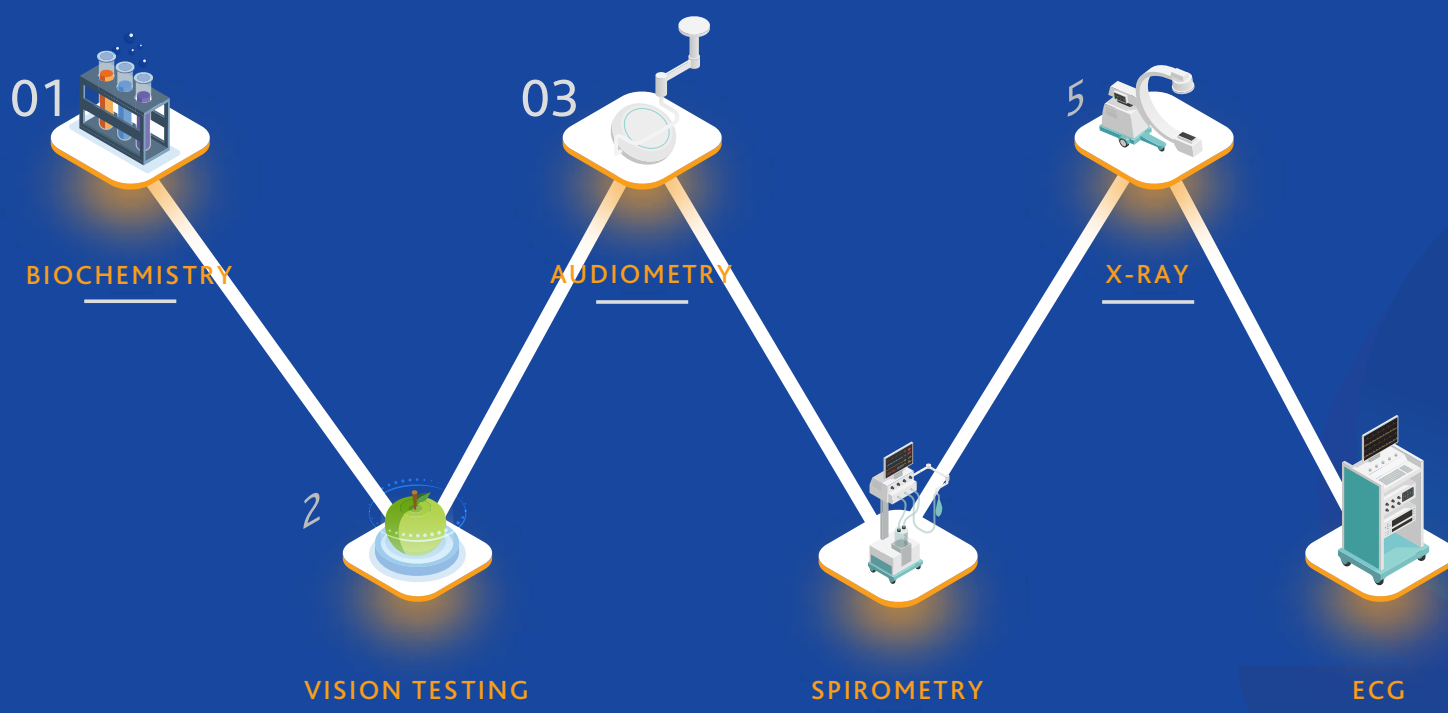 01
BIOCHEMISTRY
2
VISION TESTING
03
AUDIOMETRY
SPIROMETRY
5
X-RAY
ECG